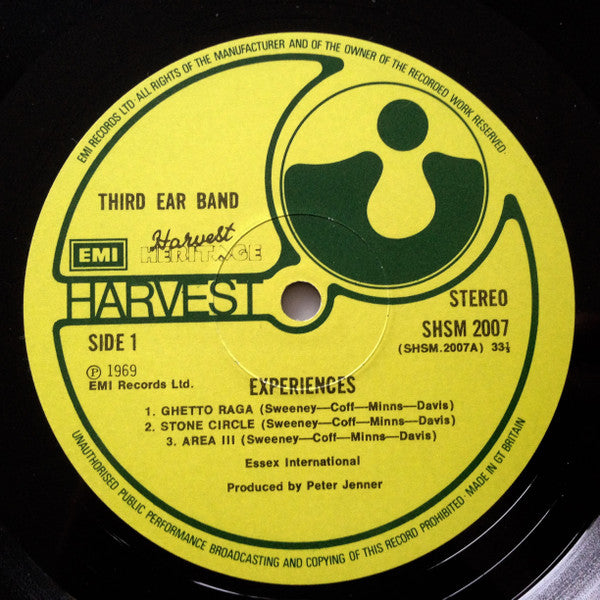 EMI RECORDS LTD·ALL RIGHTS OF THE MANUFACTURER AND OF THE OWNER OF THE RECORDED WORK RESERVED·
THIRD EAR BAND
EMI
Harvest
HERITAGE
HARVEST
SIDE 1
STEREO
SHSM 2007
(SHSM.2007A) 33⅓
Ⓟ 1969
EMI Records Ltd.
EXPERIENCES
1. GHETTO RAGA (Sweeney—Coff—Minns—Davis)
2. STONE CIRCLE (Sweeney—Coff—Minns—Davis)
3. AREA III (Sweeney—Coff—Minns—Davis)
Essex International
Produced by Peter Jenner
UNAUTHORISED PUBLIC PERFORMANCE BROADCASTING AND COPYING OF THIS RECORD PROHIBITED·MADE IN GT BRITAIN